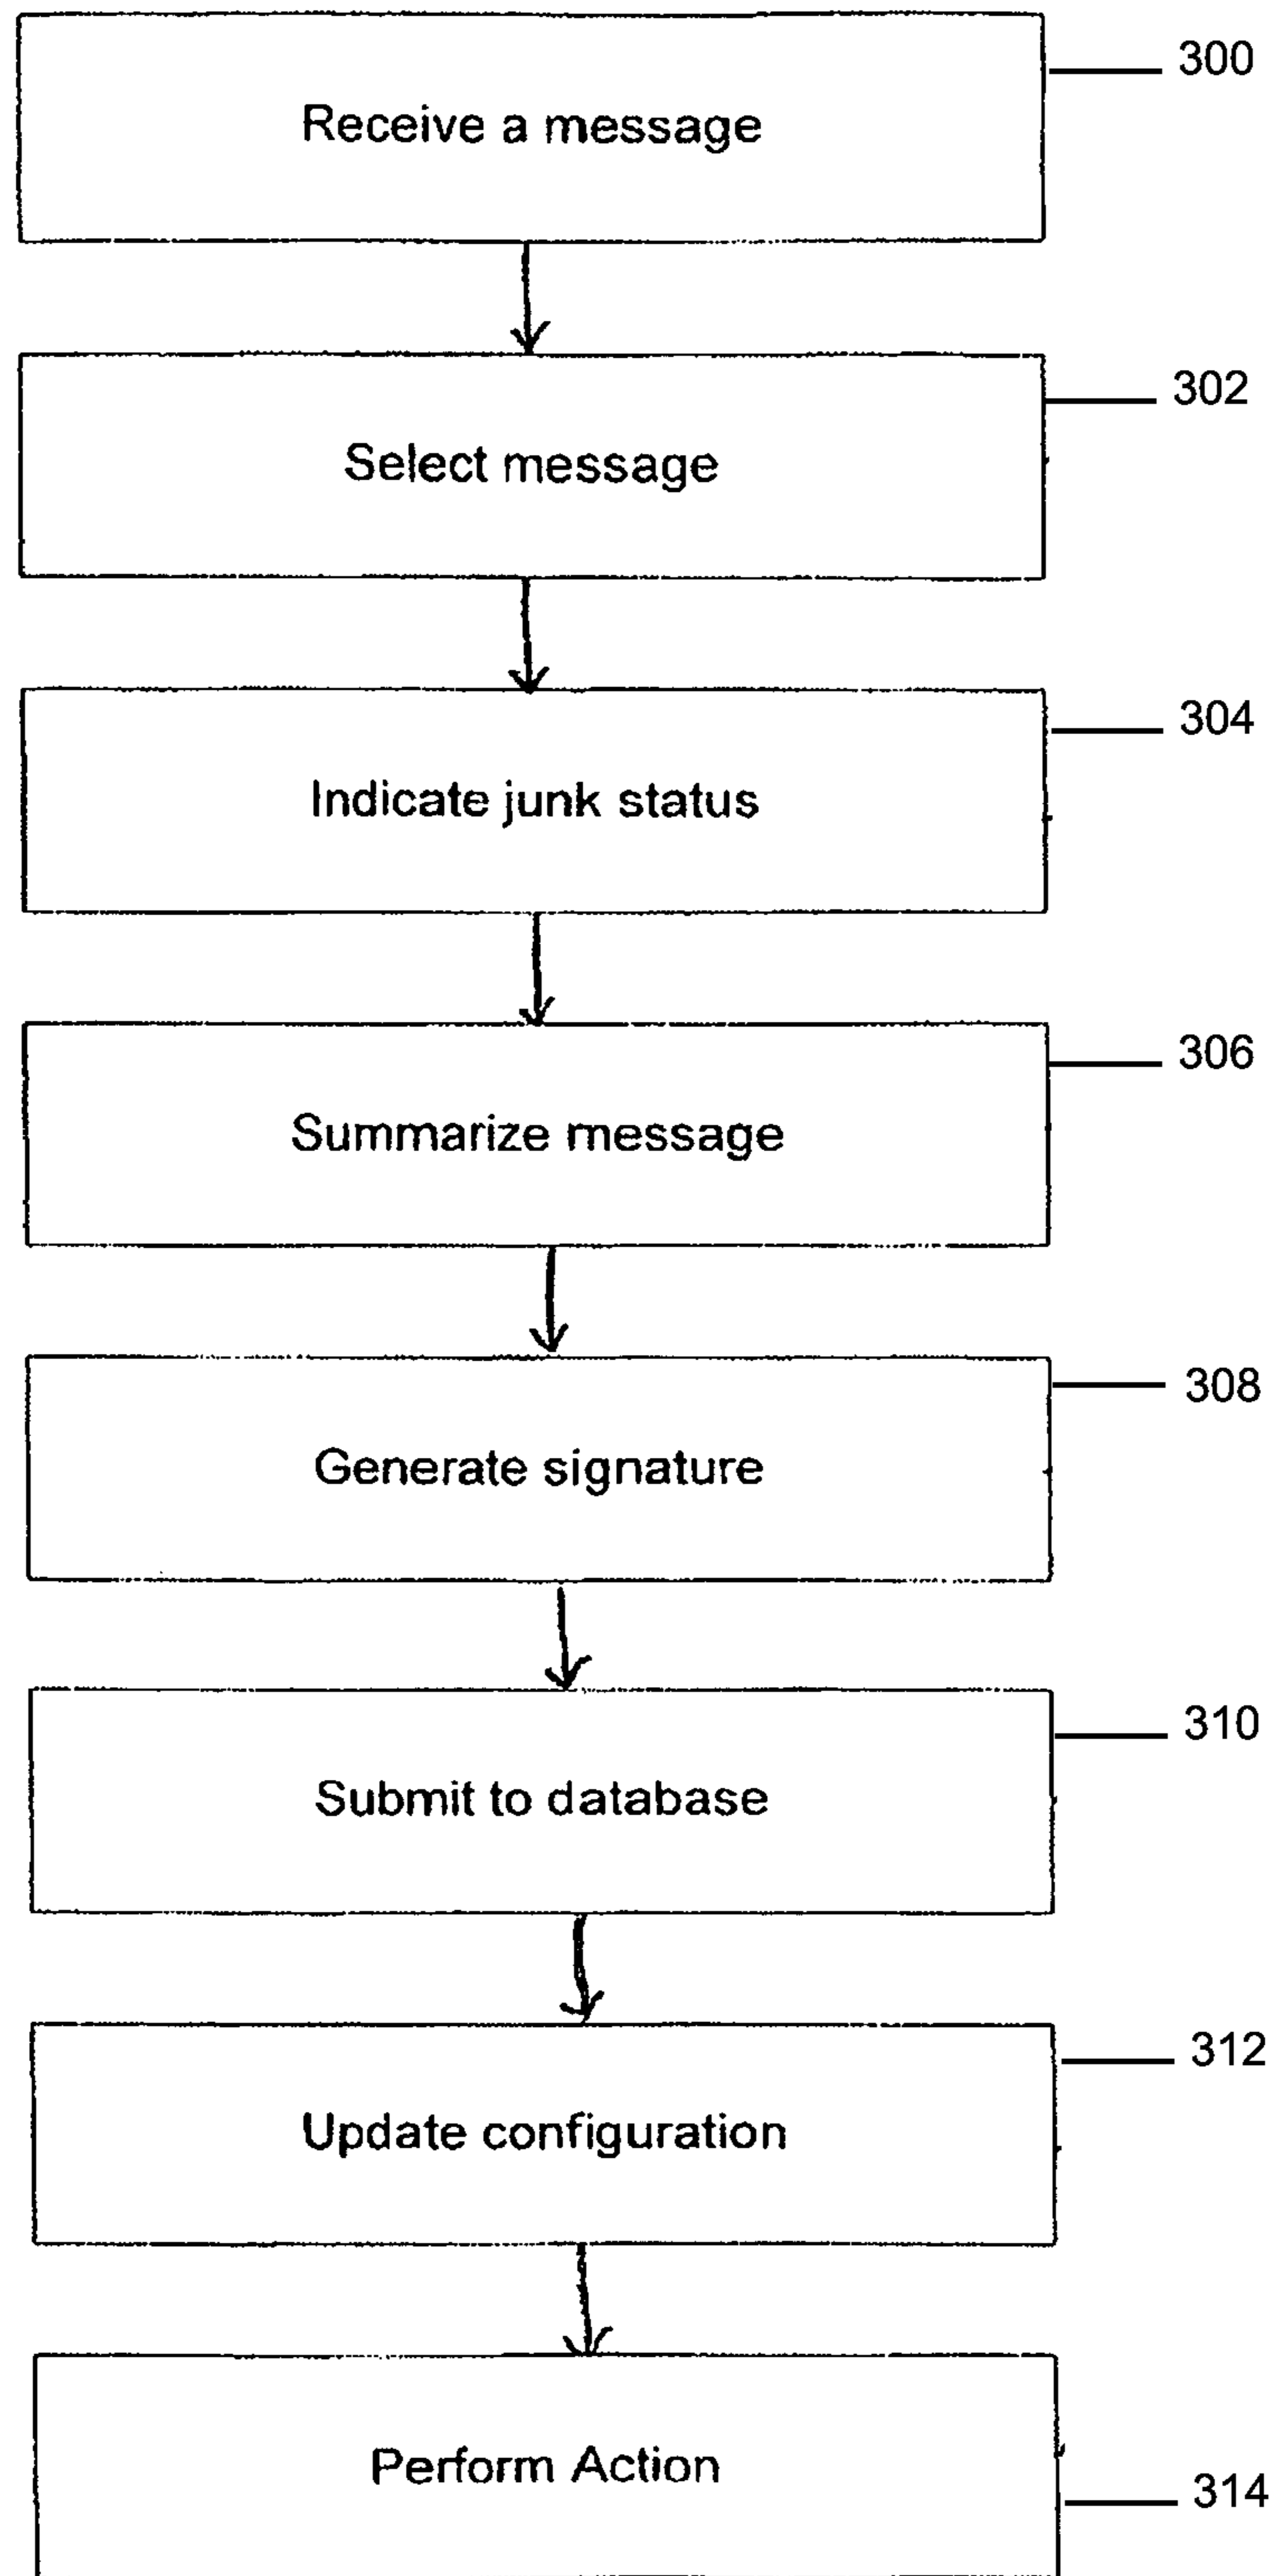 300
Receive a message
302
Select message
304
Indicate junk status
306
Summarize message
308
Generate signature
310
Submit to database
312
Update configuration
Perform Action
314